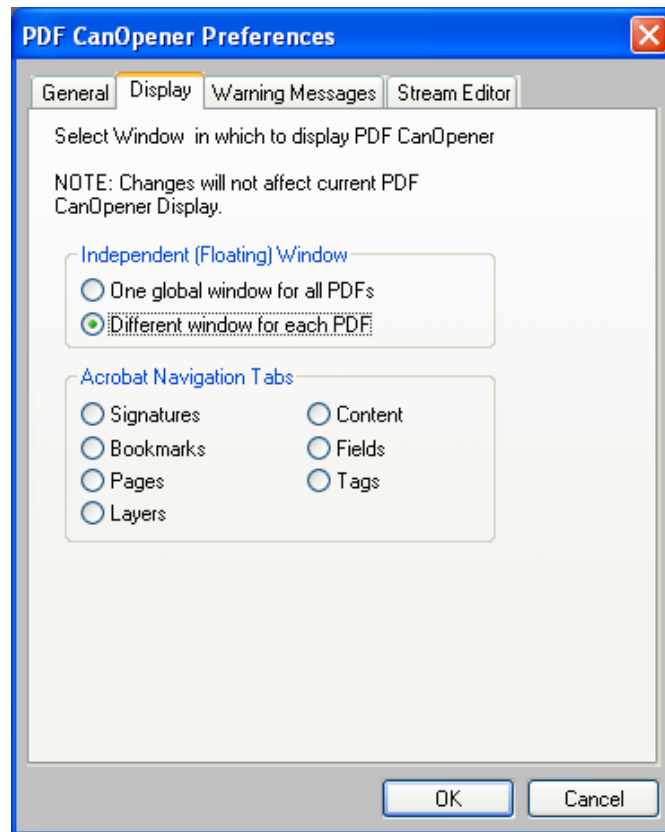 PDF CanOpener Preferences
General Display Warning Messages Stream Editor
Select Window in which to display PDF CanOpener
NOTE: Changes will not affect current PDF
CanOpener Display.
Independent (Floating) Window
One global window for all PDFs
Different window for each PDF
Acrobat Navigation Tabs
Signatures Content
Bookmarks Fields
Pages Tags
Layers
OK Cancel